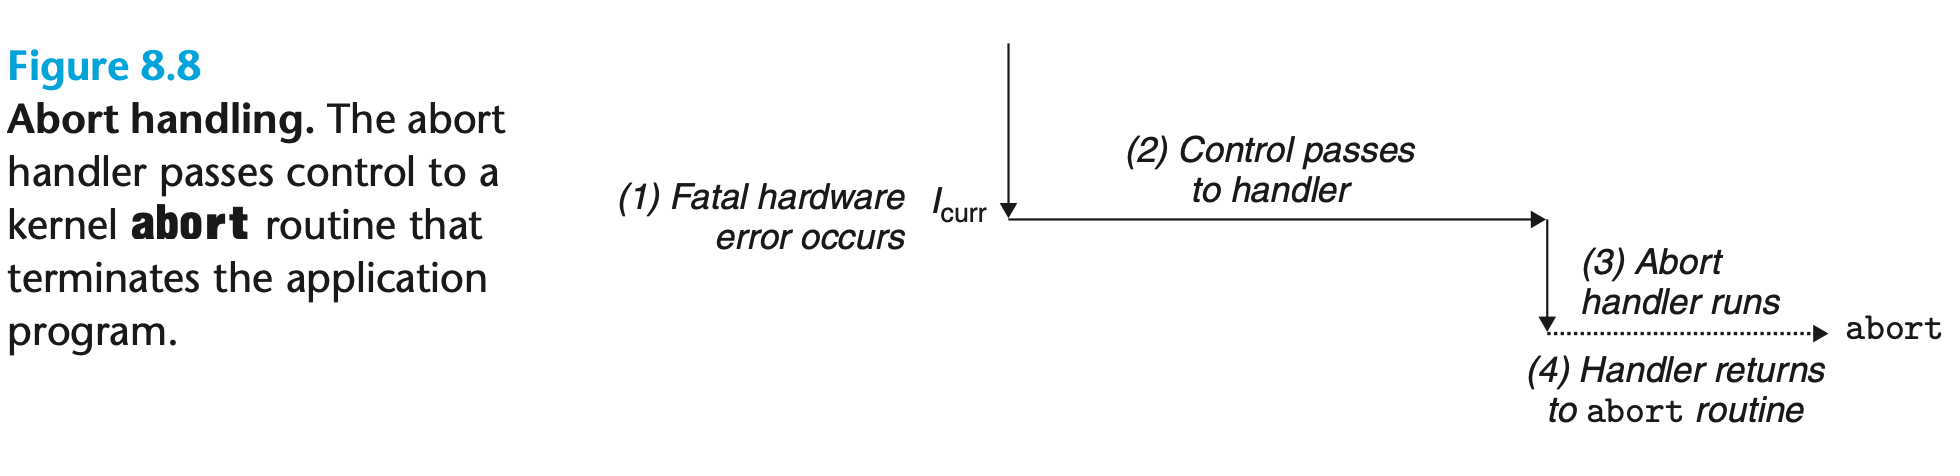 Figure 8.8
Abort handling. The abort
handler passes control to a
kernel abort routine that
terminates the application
program.
(1) Fatal hardware
error occurs
Icurr
(2) Control passes
to handler
(3) Abort
handler runs
abort
(4) Handler returns
to abort routine